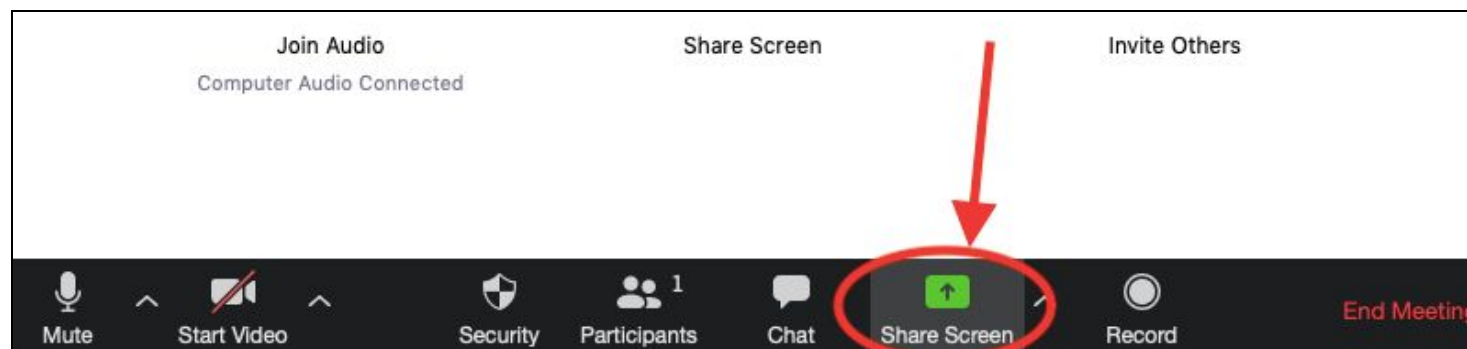 Join Audio Share Screen Invite Others
Computer Audio Connected
1
Mute Start Video Security Participants Chat Share Screen Record End Meeting